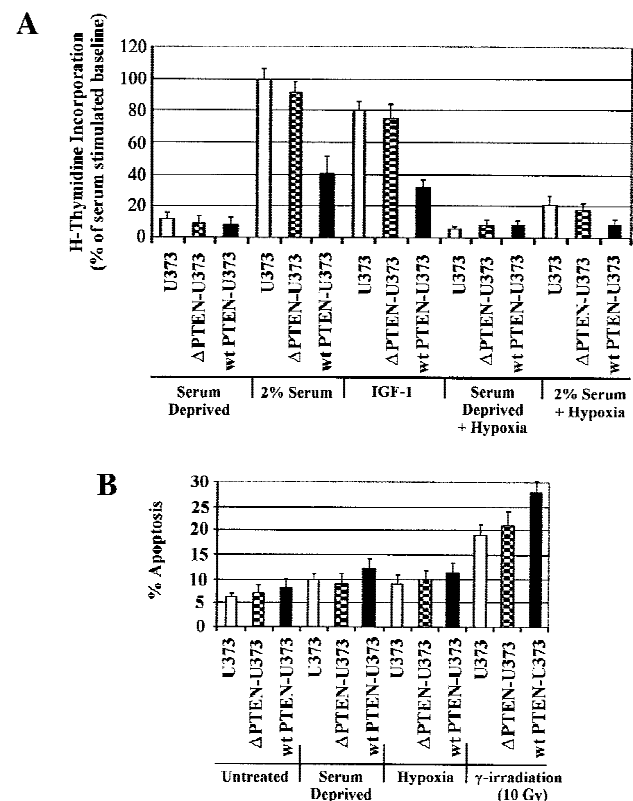 A
H-Thymidine Incorporation
(% of serum stimulated baseline)
120
100
80
60
40
20
0
U373
ΔPTEN-U373
wt PTEN-U373
U373
ΔPTEN-U373
wt PTEN-U373
U373
ΔPTEN-U373
wt PTEN-U373
U373
ΔPTEN-U373
wt PTEN-U373
U373
ΔPTEN-U373
wt PTEN-U373
Serum
Deprived
2% Serum
IGF-1
Serum
Deprived
+ Hypoxia
2% Serum
+ Hypoxia
B
% Apoptosis
30
25
20
15
10
5
0
U373
ΔPTEN-U373
wt PTEN-U373
U373
ΔPTEN-U373
wt PTEN-U373
U373
ΔPTEN-U373
wt PTEN-U373
U373
ΔPTEN-U373
wt PTEN-U373
Untreated
Serum
Deprived
Hypoxia
γ-irradiation
(10 Gy)